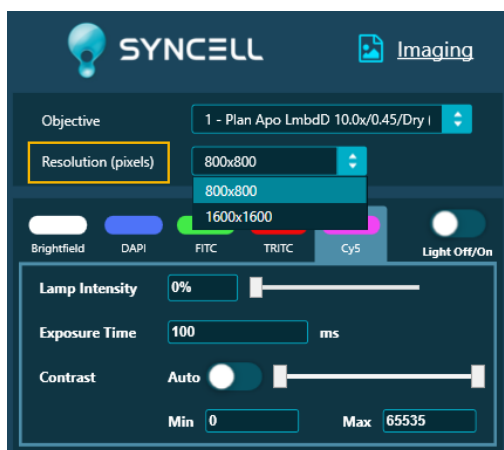 SYNCELL
Imaging
Objective
1 - Plan Apo LmbdD 10.0x/0.45/Dry (
Resolution (pixels)
800x800
800x800
1600x1600
Brightfield
DAPI
FITC
TRITC
Cy5
Light Off/On
Lamp Intensity
0%
Exposure Time
100
ms
Contrast
Auto
Min
0
Max
65535